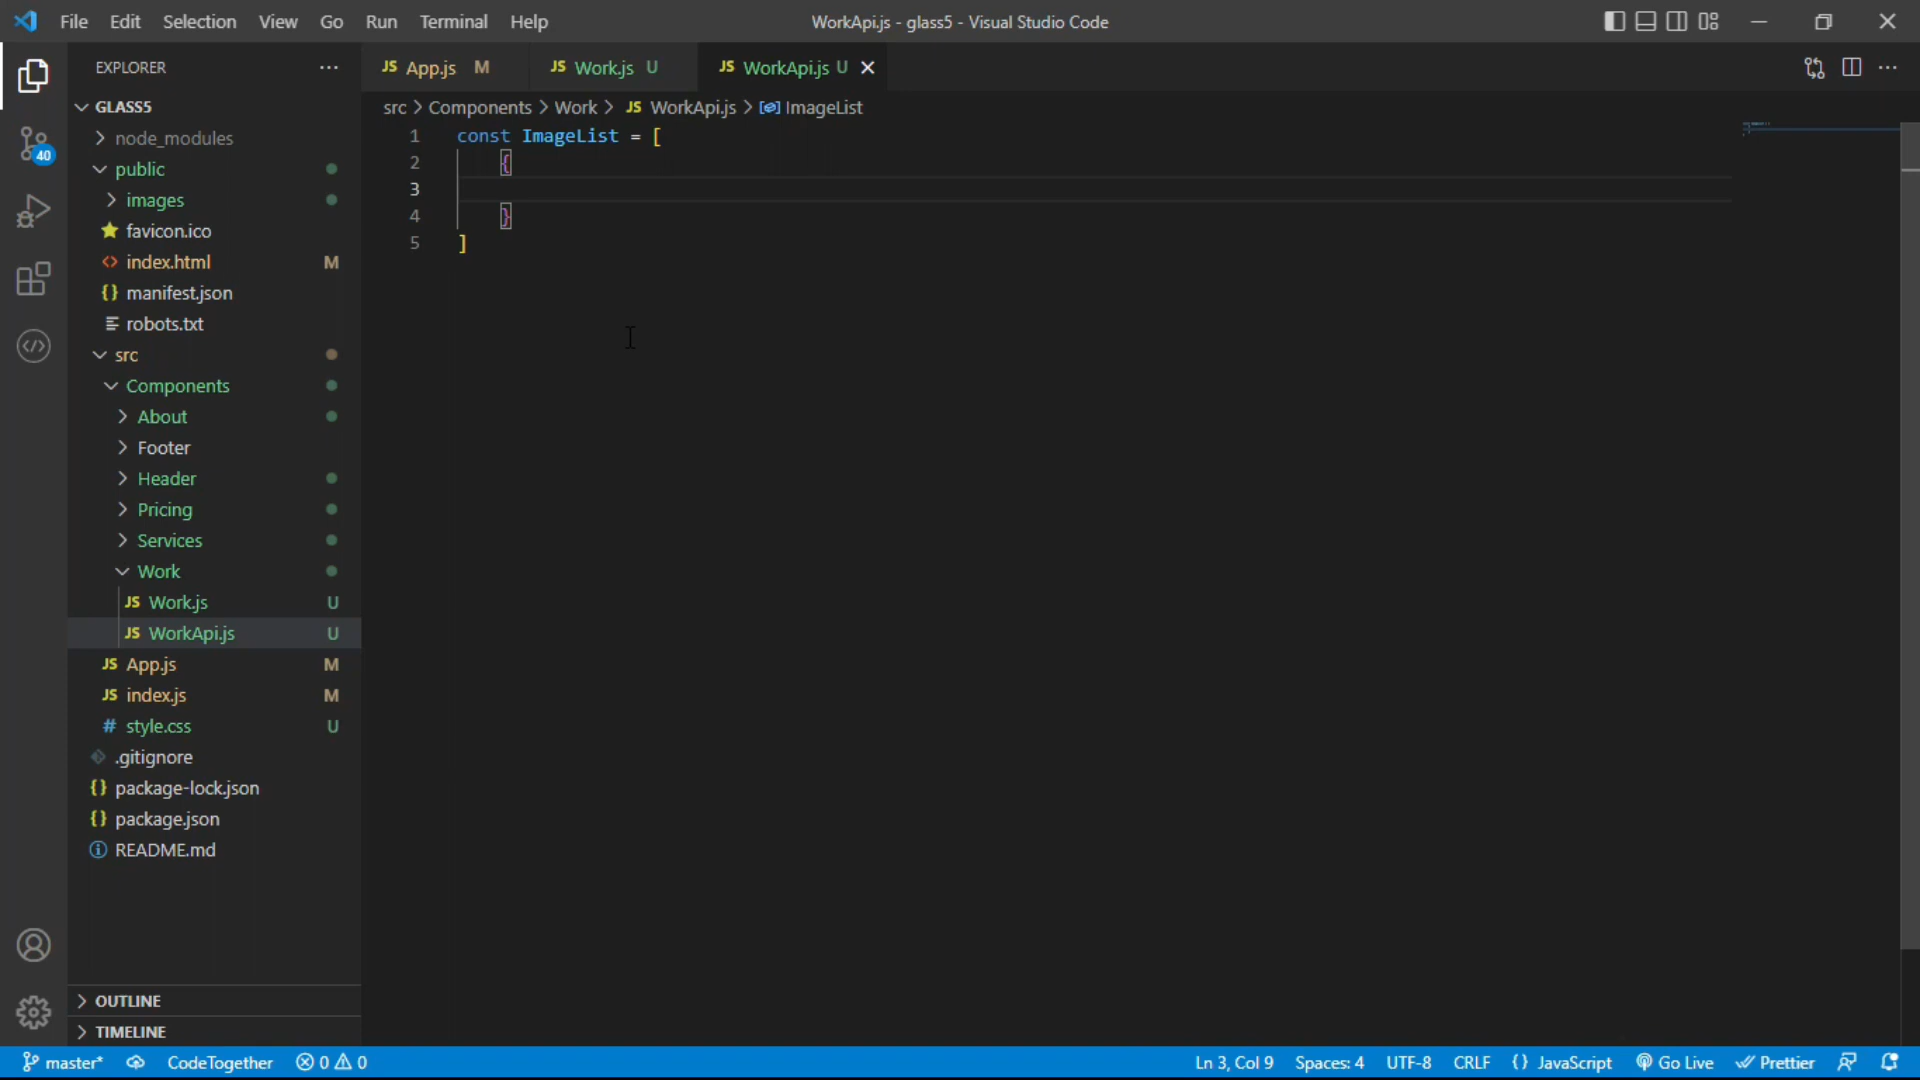 File Edit Selection View Go Run Terminal Help WorkApi.js - glass5 - Visual Studio Code
EXPLORER
JS App.js M JS Work.js U JS WorkApi.js U
GLASS5
src > Components > Work > JS WorkApi.js > ImageList
node_modules
public
images
favicon.ico
index.html M
manifest.json
robots.txt
src
Components
About
Footer
Header
Pricing
Services
Work
JS Work.js U
JS WorkApi.js U
JS App.js M
JS index.js M
# style.css U
.gitignore
{} package-lock.json
{} package.json
README.md
40
1 const ImageList = [
2 {
3
4 }
5 ]
OUTLINE
TIMELINE
master* CodeTogether 0 0 Ln 3, Col 9 Spaces: 4 UTF-8 CRLF {} JavaScript Go Live Prettier